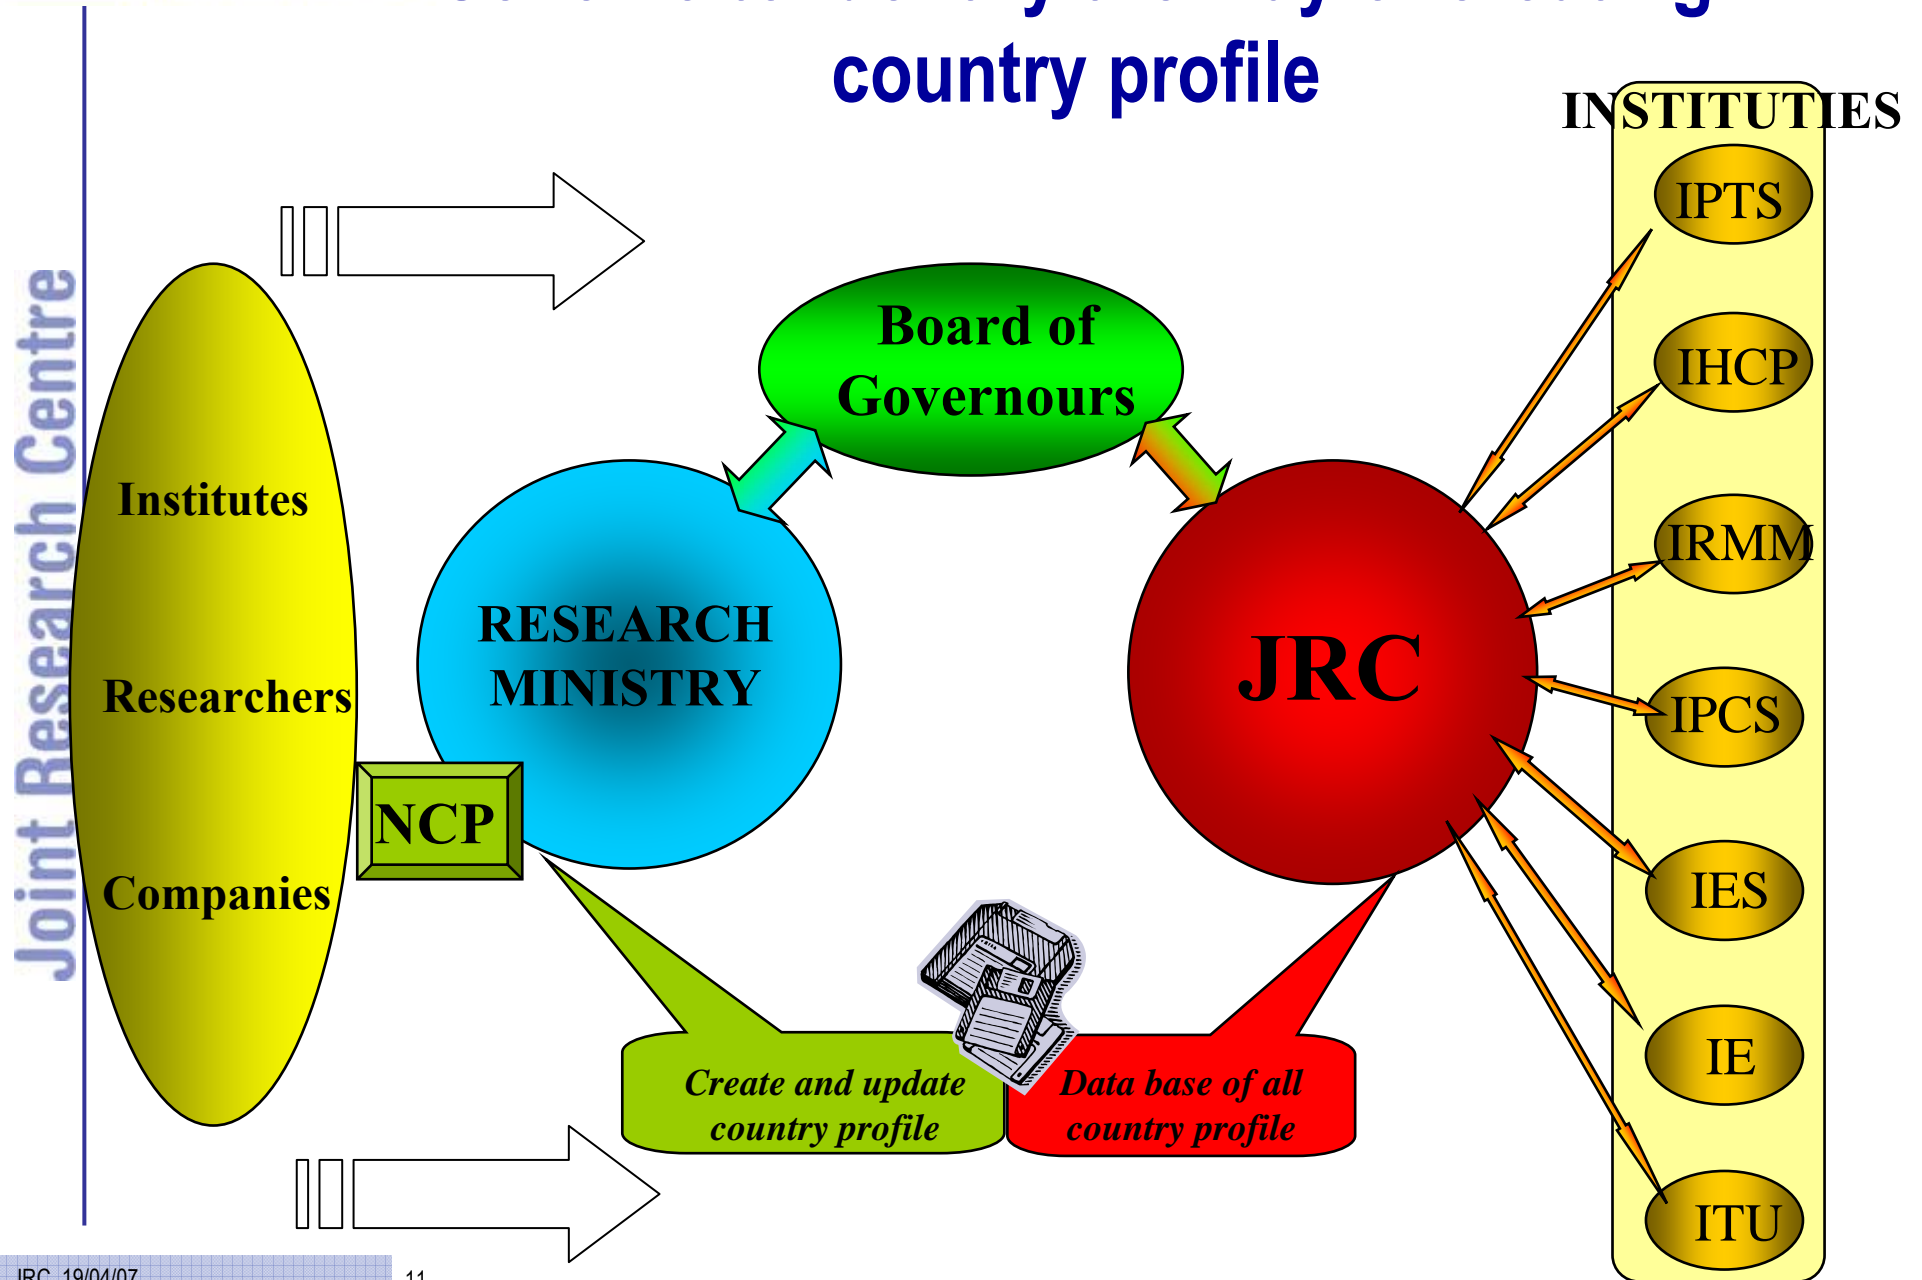 country profile
INSTITUTIES
IPTS
IHCP
IRMM
IPCS
IES
IE
ITU
Board of
Governours
Institutes
Researchers
Companies
RESEARCH
MINISTRY
NCP
JRC
Create and update
country profile
Data base of all
country profile
Joint Research Centre
JRC 19/04/07
11